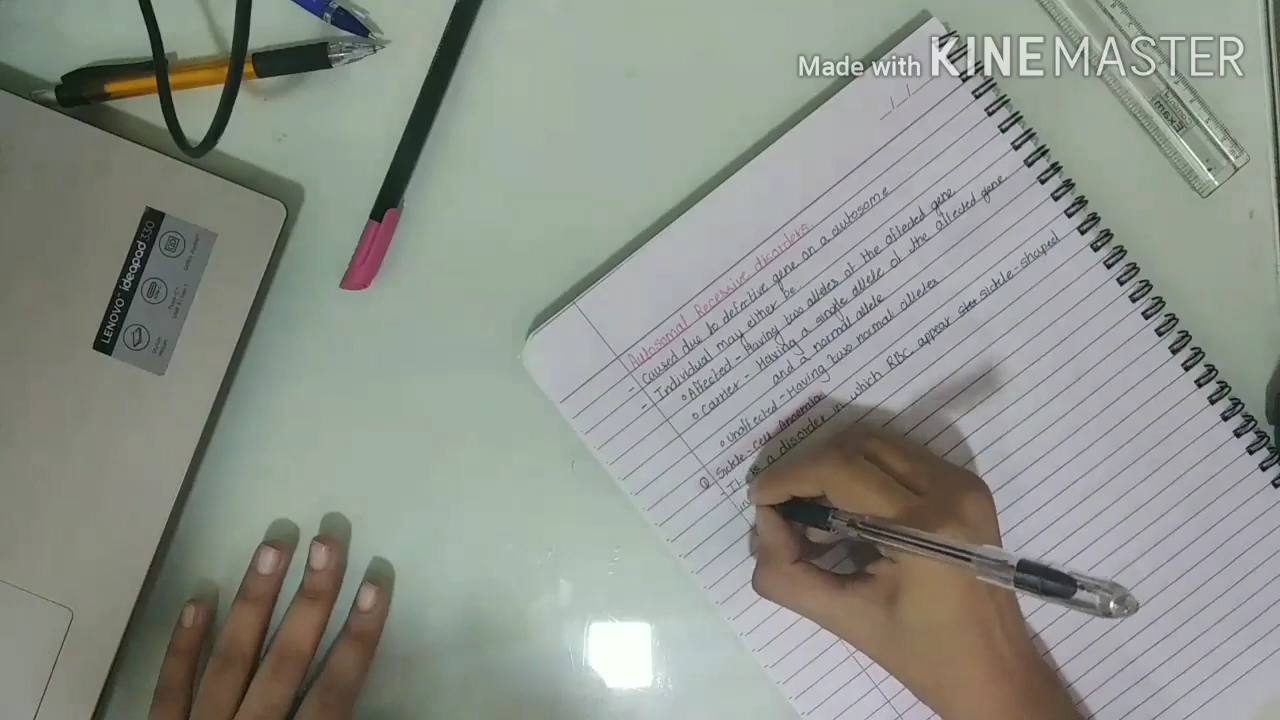 Made with KINEMASTER
LENOVO ideapad 330
Exam
Autosomal Recessive disorders
- Caused due to defective gene on a autosome
- Individual may either be
Affected - Having two alleles of the affected gene
Carrier - Having a single allele of the affected gene
and a normal allele
Unaffected - Having two normal alleles
Sickle-cell Anaemia
is a disorder in which RBC appear sickle-shaped